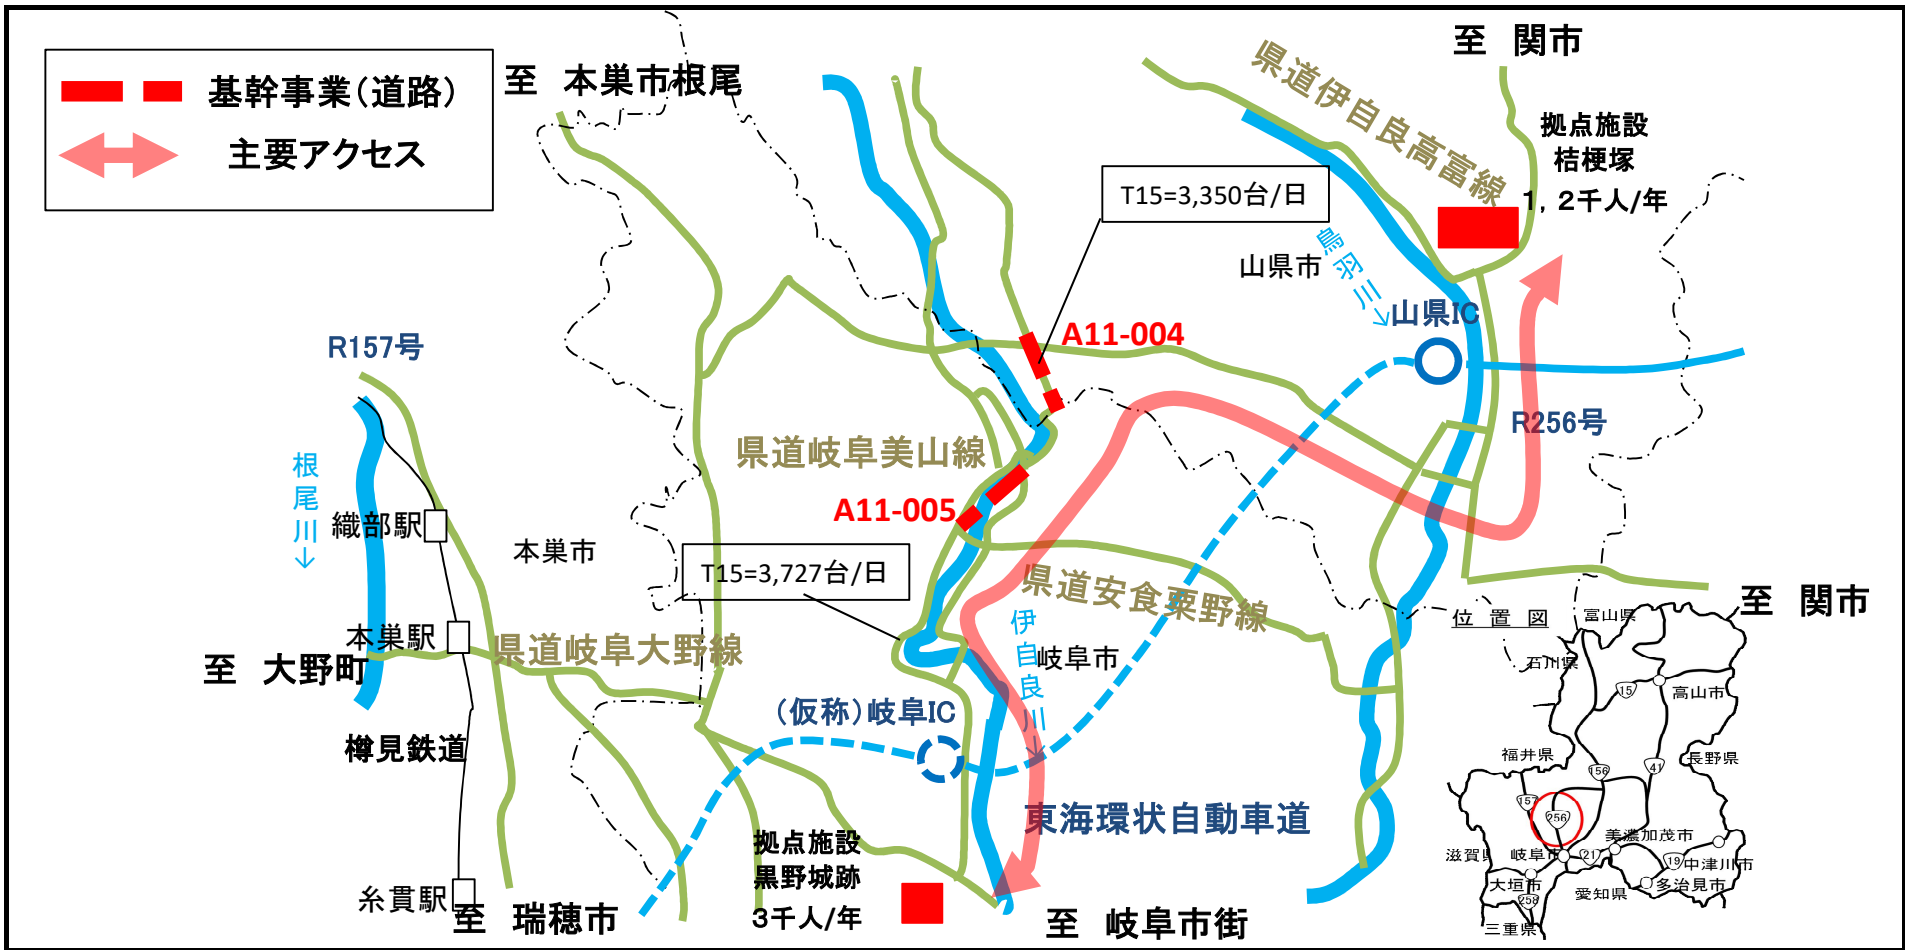 至 関市
基幹事業(道路)
主要アクセス
至 本巣市根尾
県道伊自良高富線
拠点施設
桔梗塚
1,2千人/年
T15=3,350台/日
山県市
鳥羽川→
山県IC
A11-004
R157号
R256号
県道岐阜美山線
根尾川→
織部駅
A11-005
本巣市
T15=3,727台/日
県道安食粟野線
伊自良川→
岐阜市
本巣駅
県道岐阜大野線
至 大野町
至 関市
(仮称)岐阜IC
樽見鉄道
東海環状自動車道
拠点施設
黒野城跡
3千人/年
糸貫駅
至 瑞穂市
至 岐阜市街
位置図
富山県
石川県
15
高山市
福井県
156
41
長野県
157
256
美濃加茂市
滋賀県
岐阜市
21
19
中津川市
大垣市
愛知県
多治見市
258
三重県